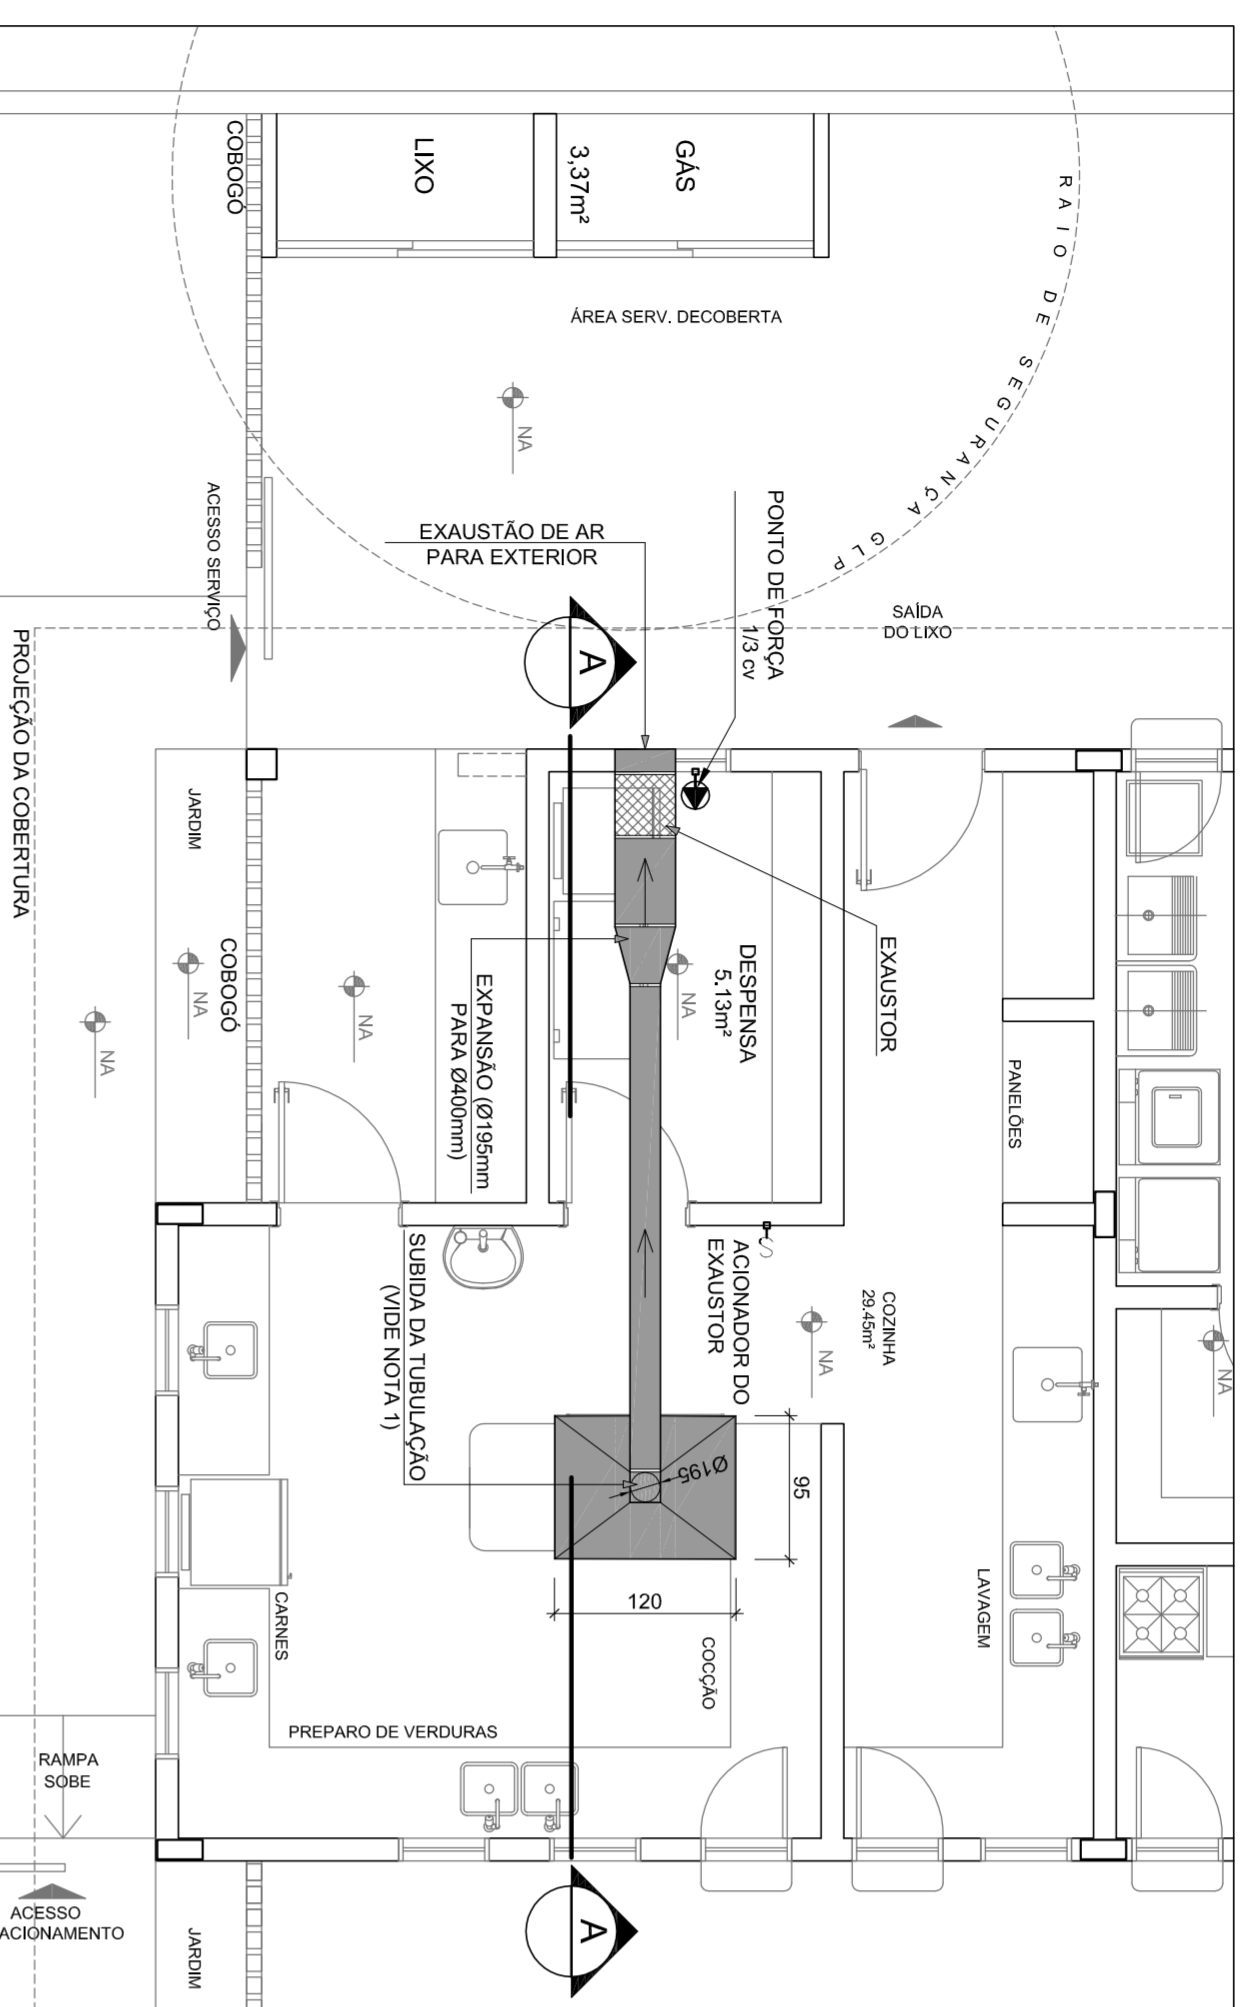 COBOGÓ
LIXO
3,37m²
GÁS
RAIO DE SEGURANÇA GLP
ÁREA SERV. DECOBERTA
NA
ACESSO SERVIÇO
EXAUSTÃO DE AR
PARA EXTERIOR
PONTO DE FORÇA
1/3 cv
SAÍDA
DO LIXO
A
PROJEÇÃO DA COBERTURA
JARDIM
COBOGÓ
NA
NA
NA
EXPANSÃO (Ø195mm
PARA Ø400mm)
NA
DESPENSA
5.13m²
EXAUSTOR
PANELÕES
SUBIDA DA TUBULAÇÃO
(VIDE NOTA 1)
ACIONADOR DO
EXAUSTOR
S
NA
COZINHA
29.45m²
NA
Ø195
95
120
CARNES
COCÇÃO
LAVAGEM
PREPARO DE VERDURAS
RAMPA
SOBE
A
ACESSO
ACIONAMENTO
JARDIM